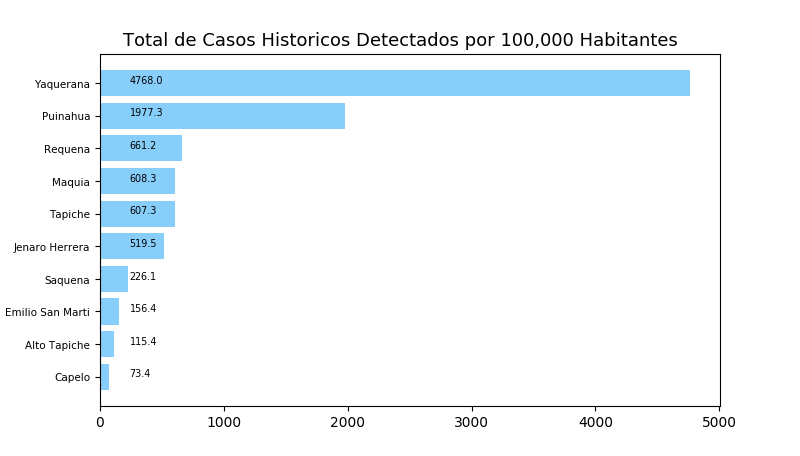 Total de Casos Historicos Detectados por 100,000 Habitantes
Yaquerana 4768.0
Puinahua 1977.3
Requena 661.2
Maquia 608.3
Tapiche 607.3
Jenaro Herrera 519.5
Saquena 226.1
Emilio San Marti 156.4
Alto Tapiche 115.4
Capelo 73.4
0 1000 2000 3000 4000 5000